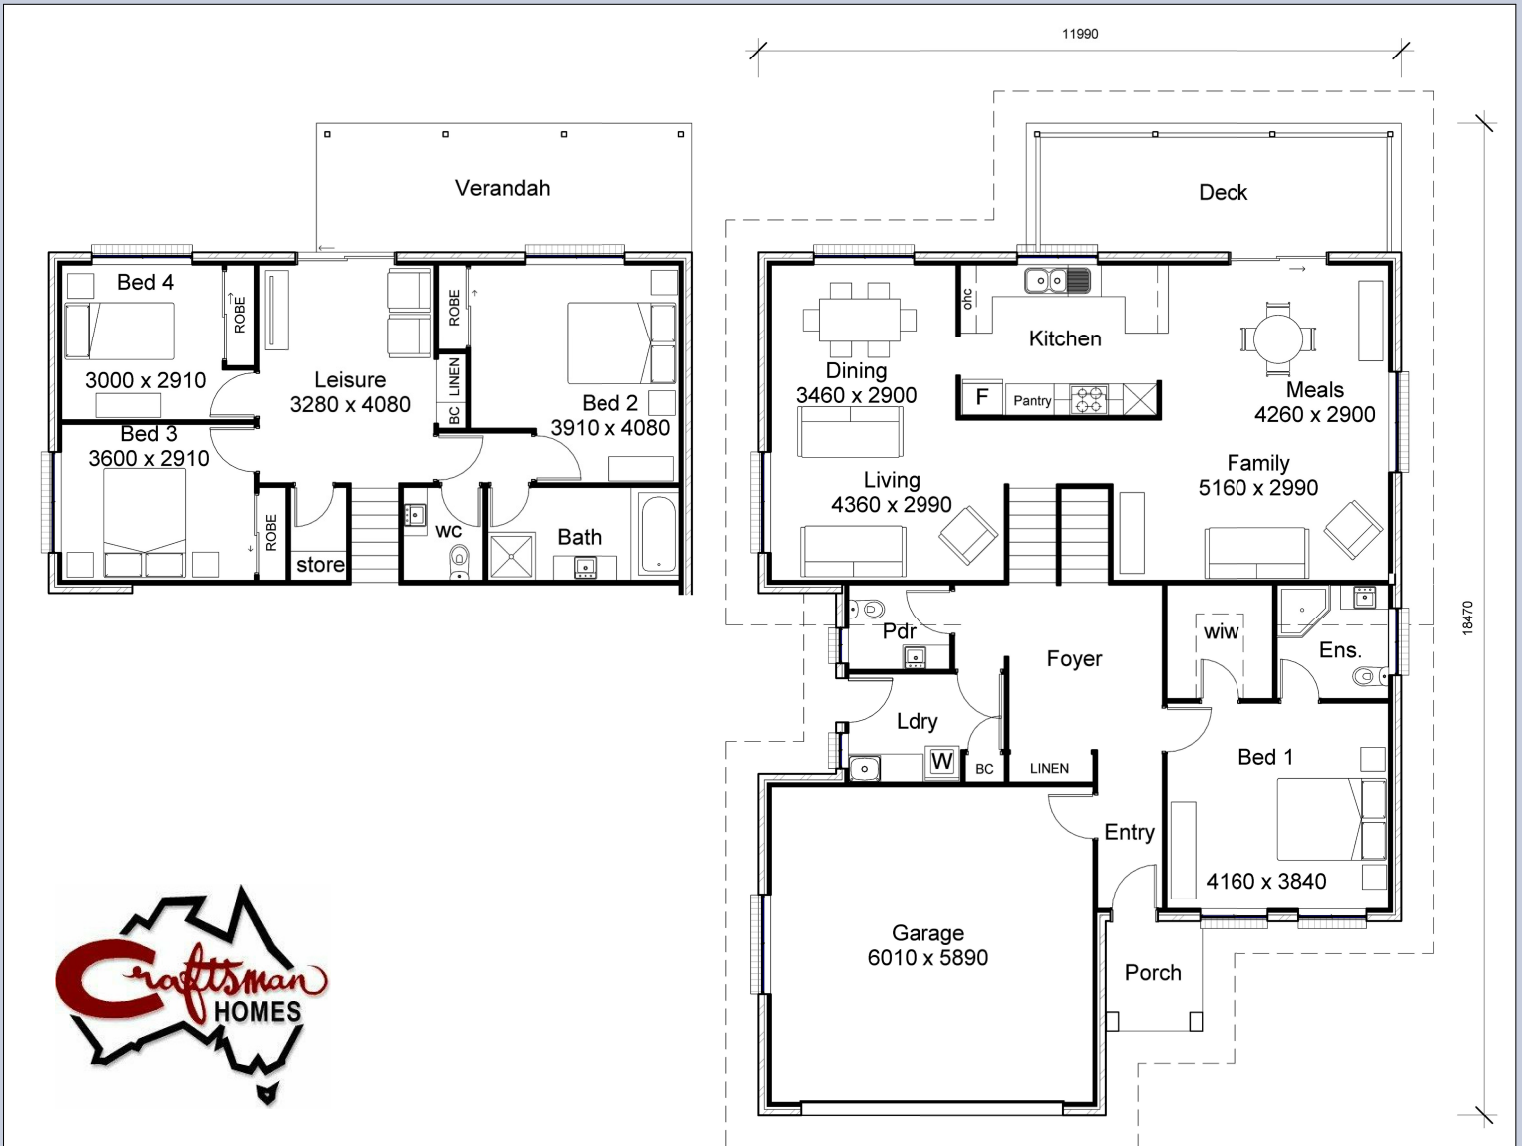 11990
Verandah
Deck
Bed 4
ROBE
3000 x 2910
Leisure
3280 x 4080
ROBE
LINEN
BC
Bed 2
3910 x 4080
Bed 3
3600 x 2910
ROBE
store
wc
Bath
ohc
Kitchen
Dining
3460 x 2900
F
Pantry
Meals
4260 x 2900
Living
4360 x 2990
Family
5160 x 2990
18470
Pdr
Foyer
wiw
Ens.
Ldry
W
BC
LINEN
Bed 1
4160 x 3840
Entry
Garage
6010 x 5890
Porch
Craftsman
HOMES